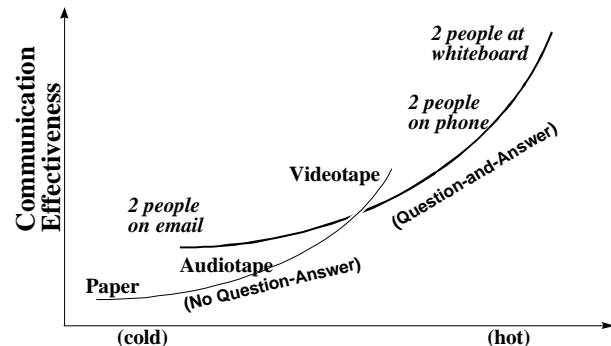 2 people at
whiteboard
Communication
Effectiveness
2 people
on phone
Videotape
(Question-and-Answer)
2 people
on email
Audiotape
Paper
(No Question-Answer)
(cold)
(hot)